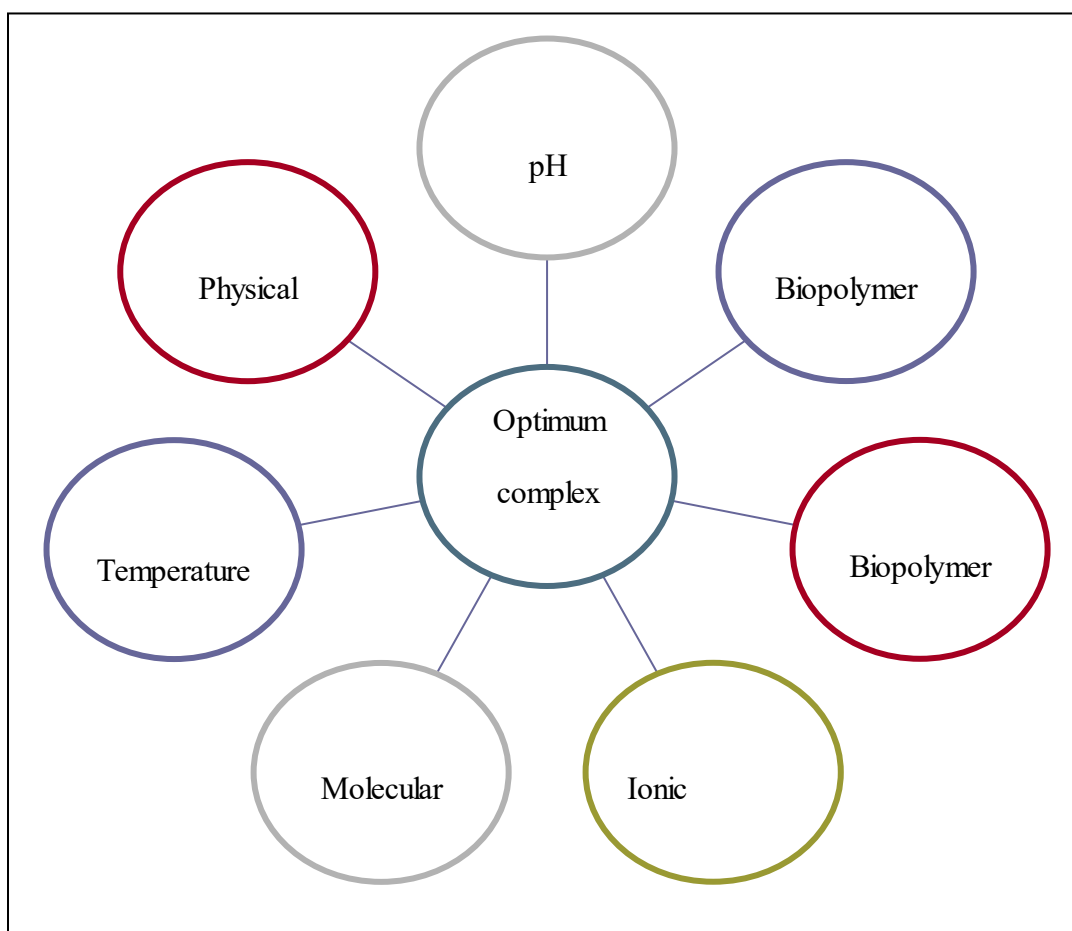 pH
Physical
Biopolymer
Optimum
complex
Temperature
Biopolymer
Molecular
Ionic